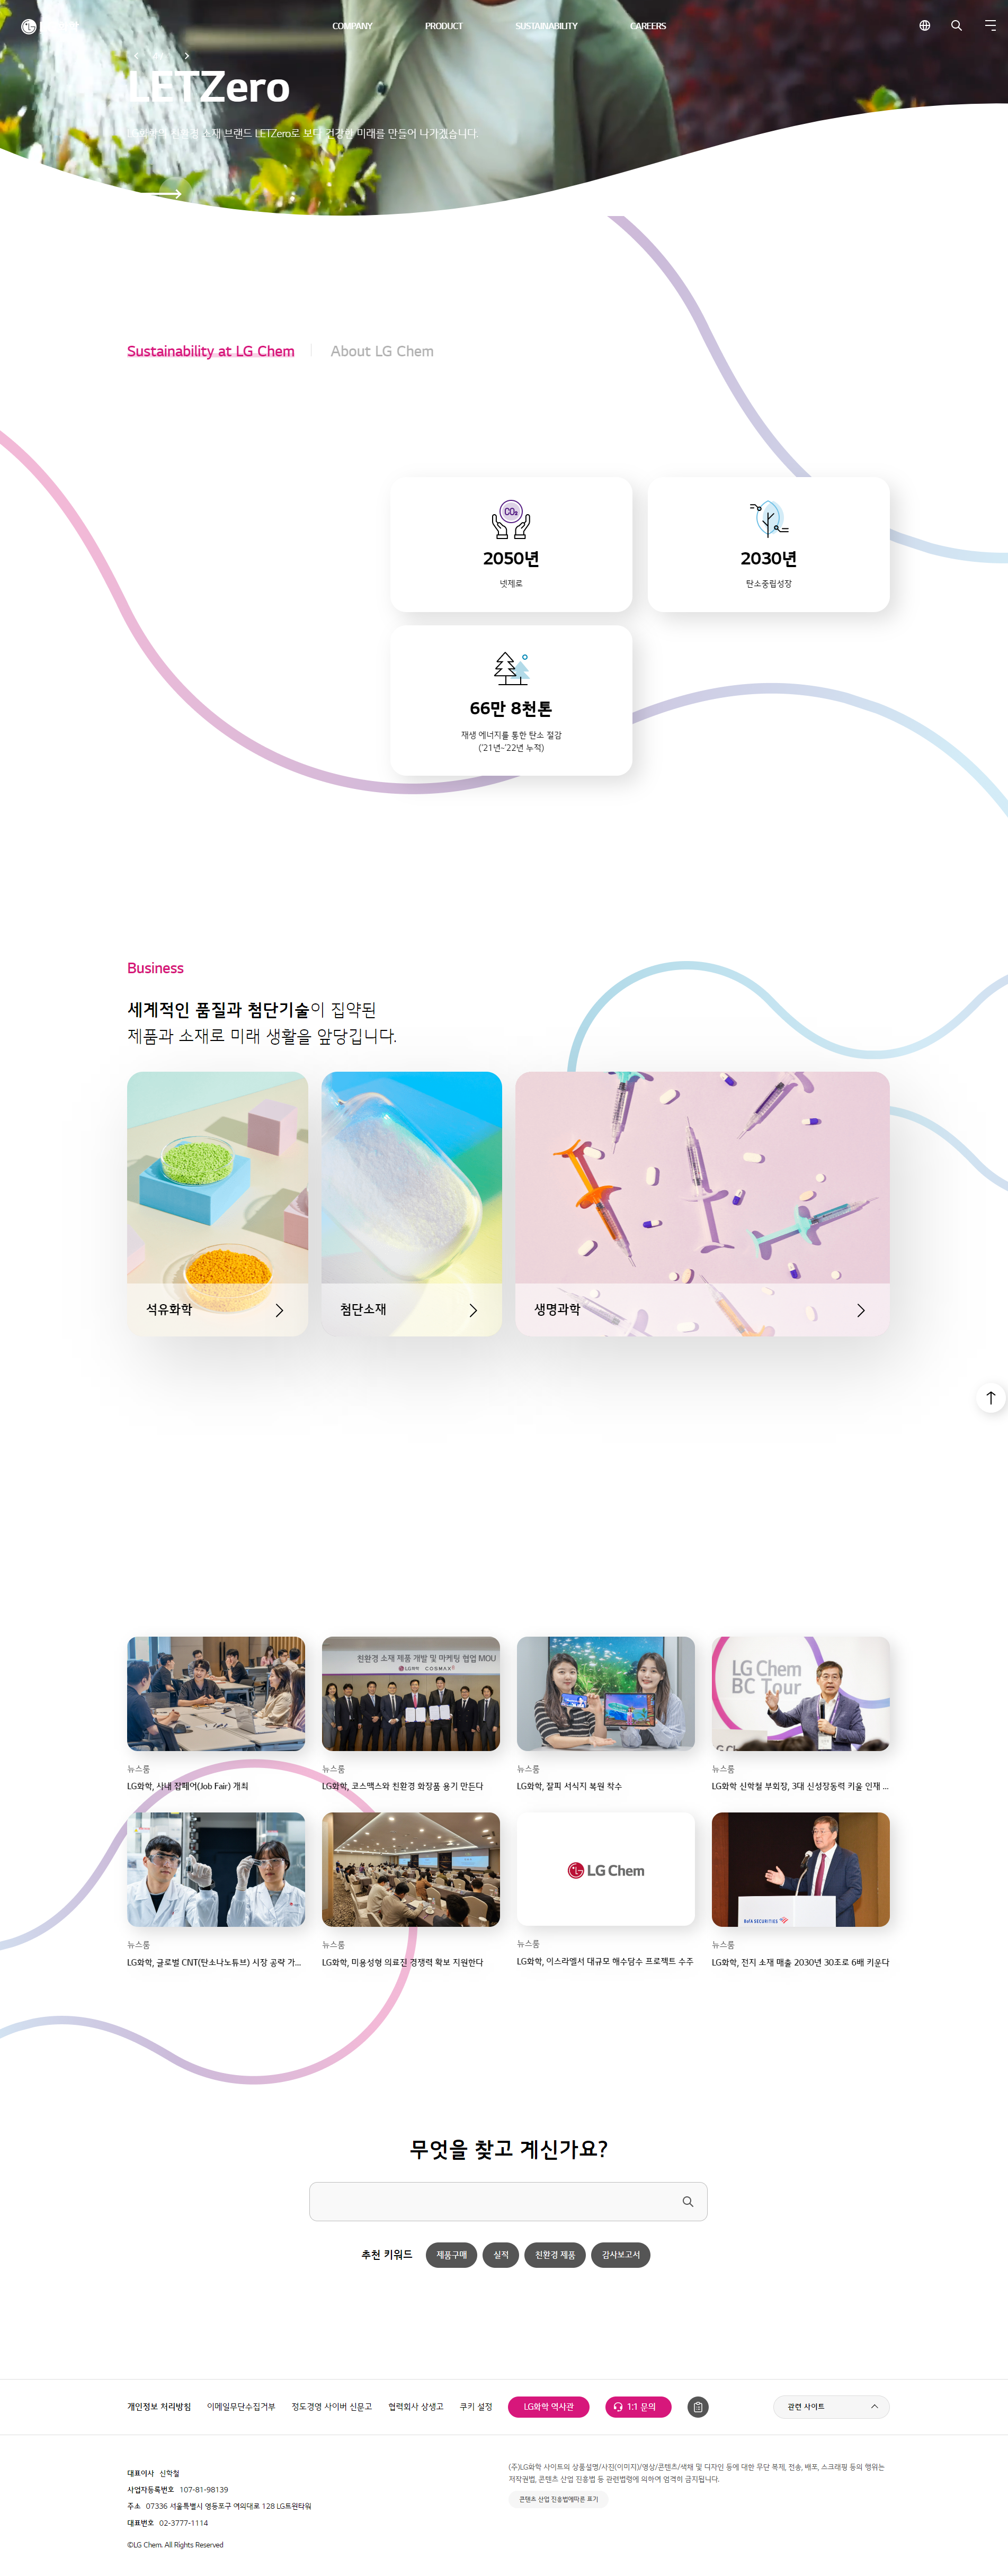 COMPANY
PRODUCT
SUSTAINABILITY
CAREERS
LETZero
친환경 소재 브랜드 LETZero로 보다 건강한 미래를 만들어 나가겠습니다.
Sustainability at LG Chem
About LG Chem
CO₂
2050년
넷제로
2030년
탄소중립성장
66만 8천톤
재생 에너지를 통한 탄소 절감
('21년~'22년 누적)
Business
세계적인 품질과 첨단기술이 집약된
제품과 소재로 미래 생활을 앞당깁니다.
석유화학
첨단소재
생명과학
친환경 소재 제품 개발 및 마케팅 협업 MOU
LG화학 COSMAX
LG Chem
BC Tour
뉴스룸
LG화학, 사내 잡페어(Job Fair) 개최
뉴스룸
LG화학, 코스맥스와 친환경 화장품 용기 만든다
뉴스룸
LG화학, 잘피 서식지 복원 착수
뉴스룸
LG화학 신학철 부회장, 3대 신성장동력 키울 인재 ...
LG Chem
BofA SECURITIES
뉴스룸
LG화학, 글로벌 CNT(탄소나노튜브) 시장 공략 가...
뉴스룸
LG화학, 미용성형 의료진 경쟁력 확보 지원한다
뉴스룸
LG화학, 이스라엘서 대규모 해수담수 프로젝트 수주
뉴스룸
LG화학, 전지 소재 매출 2030년 30조로 6배 키운다
무엇을 찾고 계신가요?
추천 키워드
제품구매
실적
친환경 제품
감사보고서
개인정보 처리방침
이메일무단수집거부
정도경영 사이버 신문고
협력회사 상생고
쿠키 설정
LG화학 역사관
1:1 문의
관련 사이트
대표이사 신학철
사업자등록번호 107-81-98139
주소 07336 서울특별시 영등포구 여의대로 128 LG트윈타워
대표번호 02-3777-1114
©LG Chem. All Rights Reserved
(주)LG화학 사이트의 상품설명/사진(이미지)/영상/콘텐츠/색채 및 디자인 등에 대한 무단 복제, 전송, 배포, 스크래핑 등의 행위는
저작권법, 콘텐츠 산업 진흥법 등 관련법령에 의하여 엄격히 금지됩니다.
콘텐츠 산업 진흥법에따른 표기